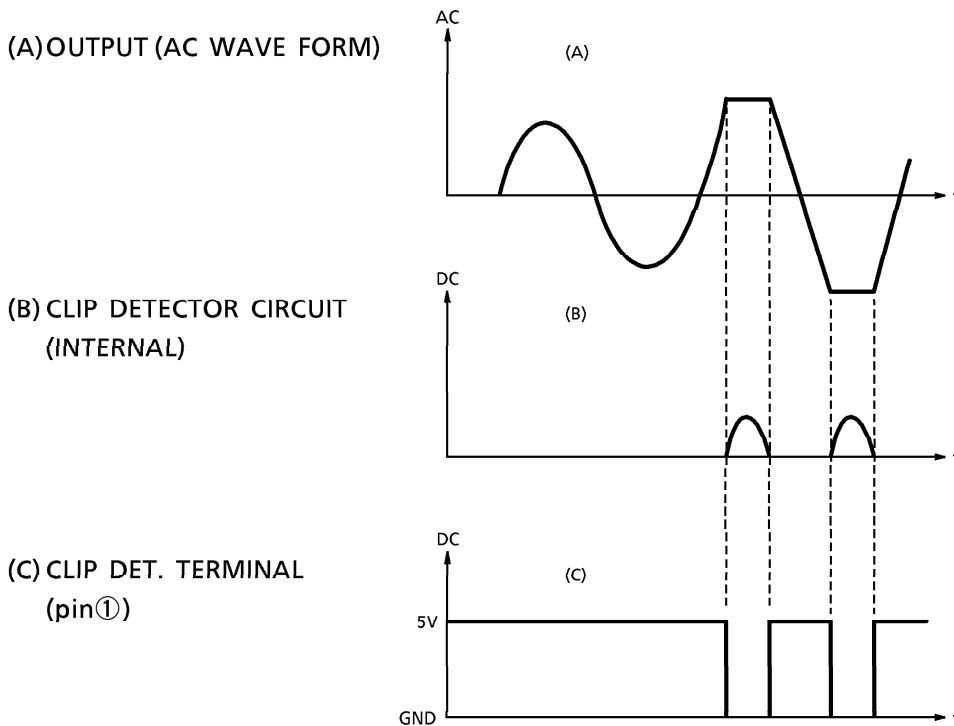 AC
(A) OUTPUT (AC WAVE FORM)
(A)
DC
(B) CLIP DETECTOR CIRCUIT
(INTERNAL)
(B)
DC
(C) CLIP DET. TERMINAL
(pin①)
(C)
5V
GND